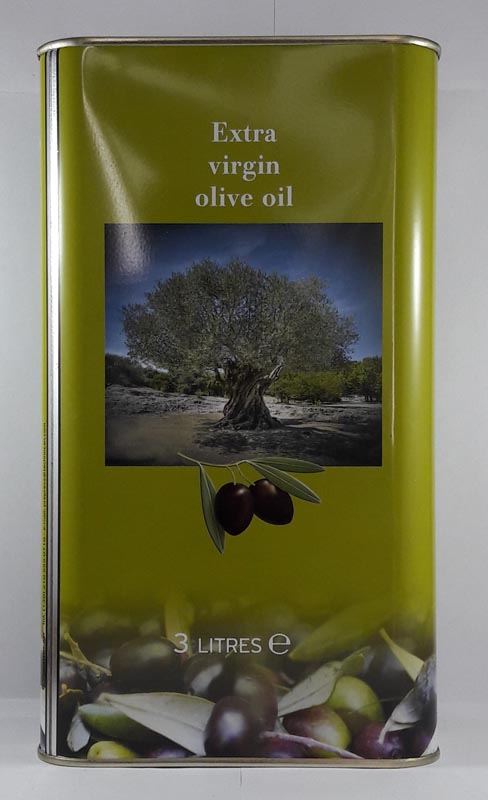 Extra
virgin
olive oil
3 LITRES ℮